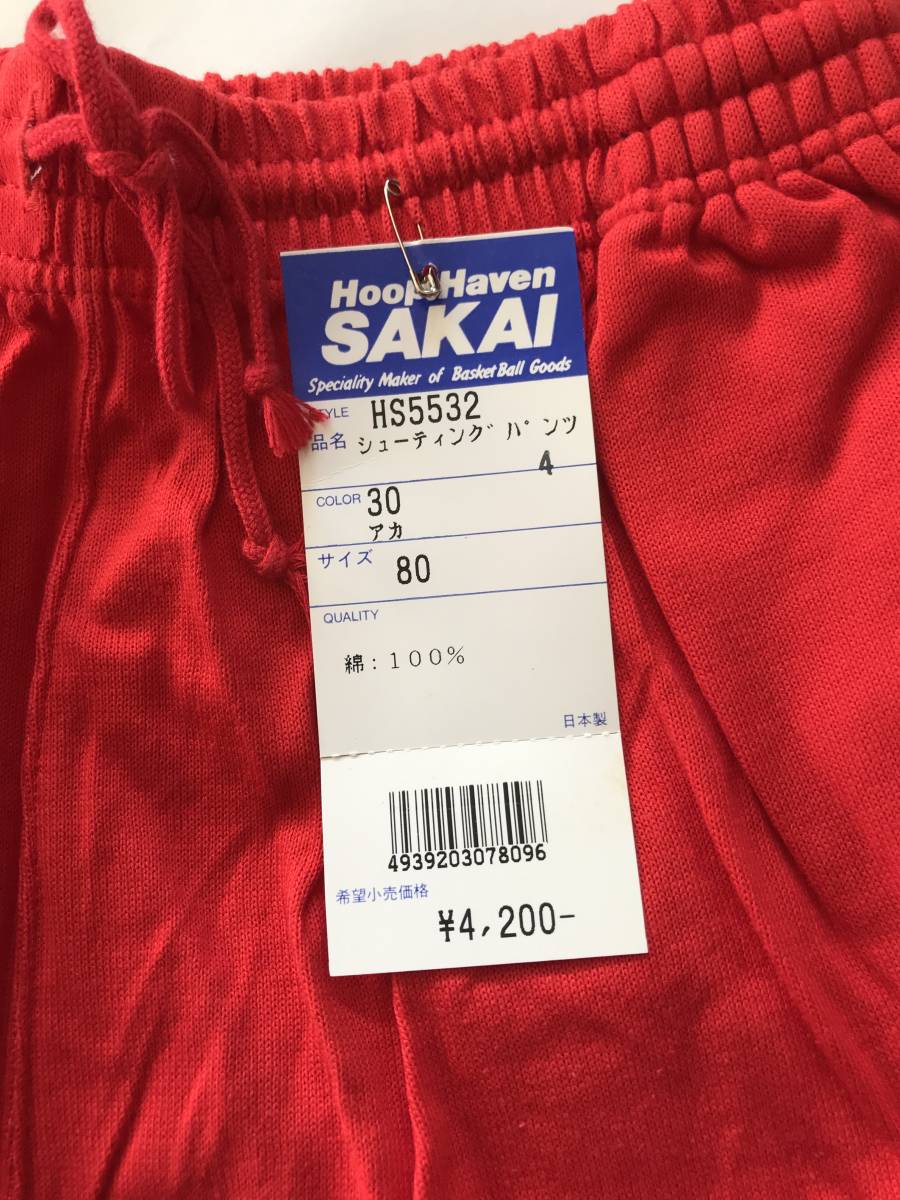 Hoop Haven
SAKAI
Speciality Maker of BasketBall Goods
STYLE HS5532
品名 シューティング パンツ
4
COLOR 30
アカ
サイズ 80
QUALITY
綿：100%
日本製
4939203078096
希望小売価格
¥4,200-